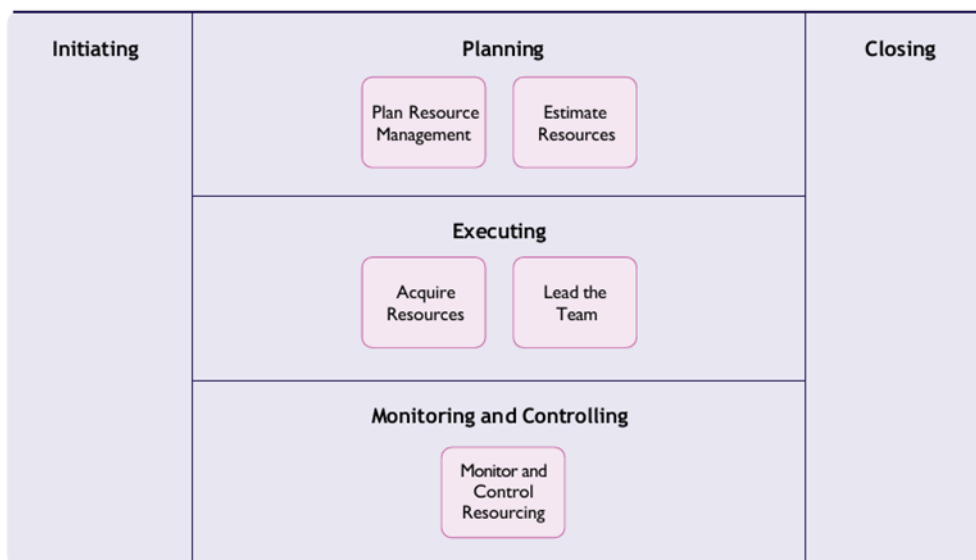 Initiating
Planning
Closing
Plan Resource
Management
Estimate
Resources
Executing
Acquire
Resources
Lead the
Team
Monitoring and Controlling
Monitor and
Control
Resourcing